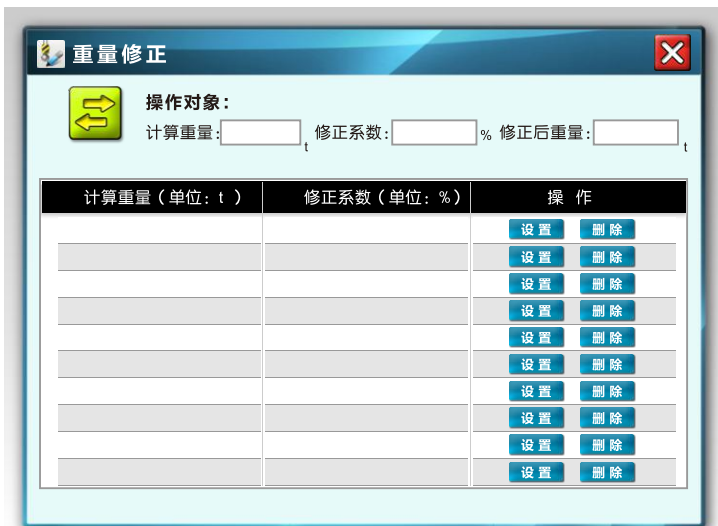 重量修正
操作对象：
计算重量: t 修正系数: % 修正后重量: t
计算重量（单位：t ） 修正系数（单位：%） 操 作
设置 删除
设置 删除
设置 删除
设置 删除
设置 删除
设置 删除
设置 删除
设置 删除
设置 删除
设置 删除